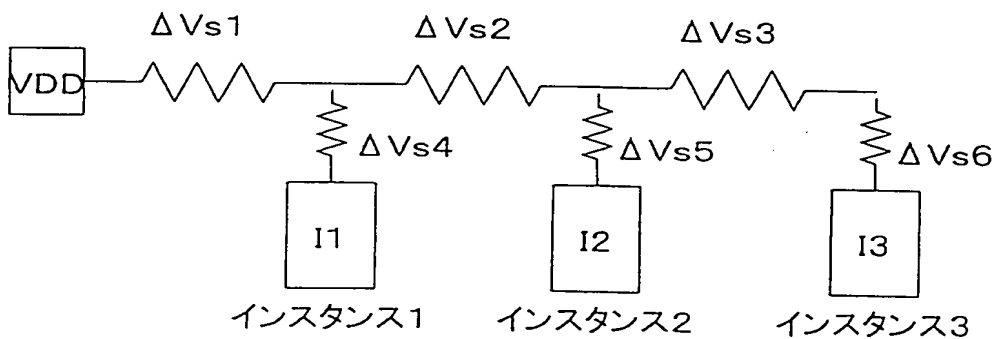 ΔVs1
ΔVs2
ΔVs3
VDD
ΔVs4
ΔVs5
ΔVs6
I1
I2
I3
インスタンス1
インスタンス2
インスタンス3